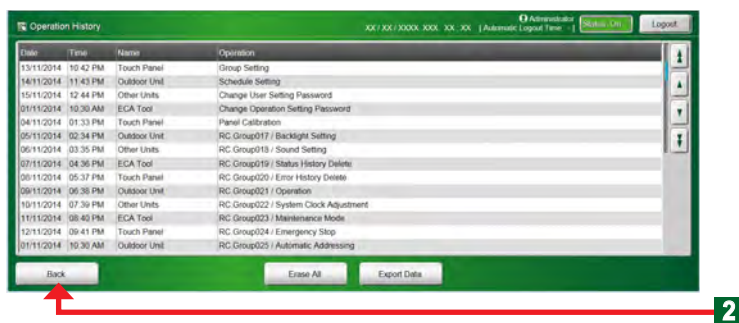 Operation History
XX / XX / XXXX XXX XX : XX [ Automatic Logout Time - ]
Administrator
Status: On...
Logout
Date Time Name Operation
13/11/2014 10:42 PM Touch Panel Group Setting
14/11/2014 11:43 PM Outdoor Unit Schedule Setting
15/11/2014 12:44 PM Other Units Change User Setting Password
01/11/2014 10:30 AM ECA Tool Change Operation Setting Password
04/11/2014 01:33 PM Touch Panel Panel Calibration
05/11/2014 02:34 PM Outdoor Unit RC.Group017 / Backlight Setting
06/11/2014 03:35 PM Other Units RC.Group018 / Sound Setting
07/11/2014 04:36 PM ECA Tool RC.Group019 / Status History Delete
08/11/2014 05:37 PM Touch Panel RC.Group020 / Error History Delete
09/11/2014 06:38 PM Outdoor Unit RC.Group021 / Operation
10/11/2014 07:39 PM Other Units RC.Group022 / System Clock Adjustment
11/11/2014 08:40 PM ECA Tool RC.Group023 / Maintenance Mode
12/11/2014 09:41 PM Touch Panel RC.Group024 / Emergency Stop
01/11/2014 10:30 AM Outdoor Unit RC.Group025 / Automatic Addressing
Back Erase All Export Data
2